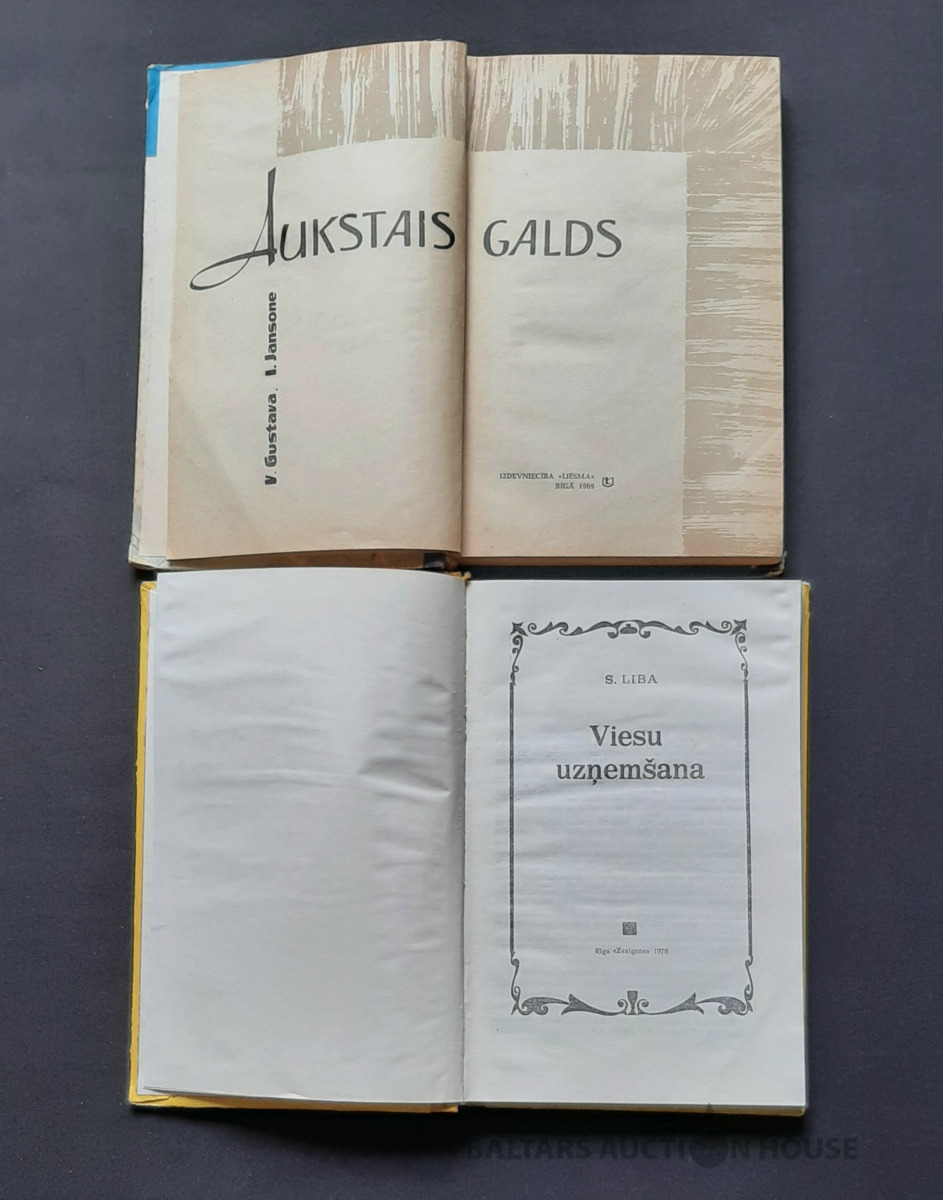 AUKSTAIS GALDS
V. Gustava, I. Jansone
IZDEVNIECĪBA «LIESMA»
RĪGĀ 1968
S. LIBA
Viesu
uzņemšana
Rīga «Zvaigzne» 1978
BALTARS AUCTION HOUSE